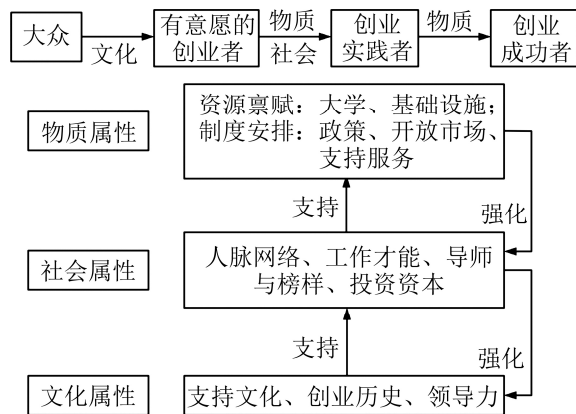 大众
文化
有意愿的
创业者
物质
社会
创业
实践者
物质
创业
成功者
物质属性
资源禀赋：大学、基础设施；
制度安排：政策、开放市场、
支持服务
支持
强化
社会属性
人脉网络、工作才能、导师
与榜样、投资资本
支持
强化
文化属性
支持文化、创业历史、领导力